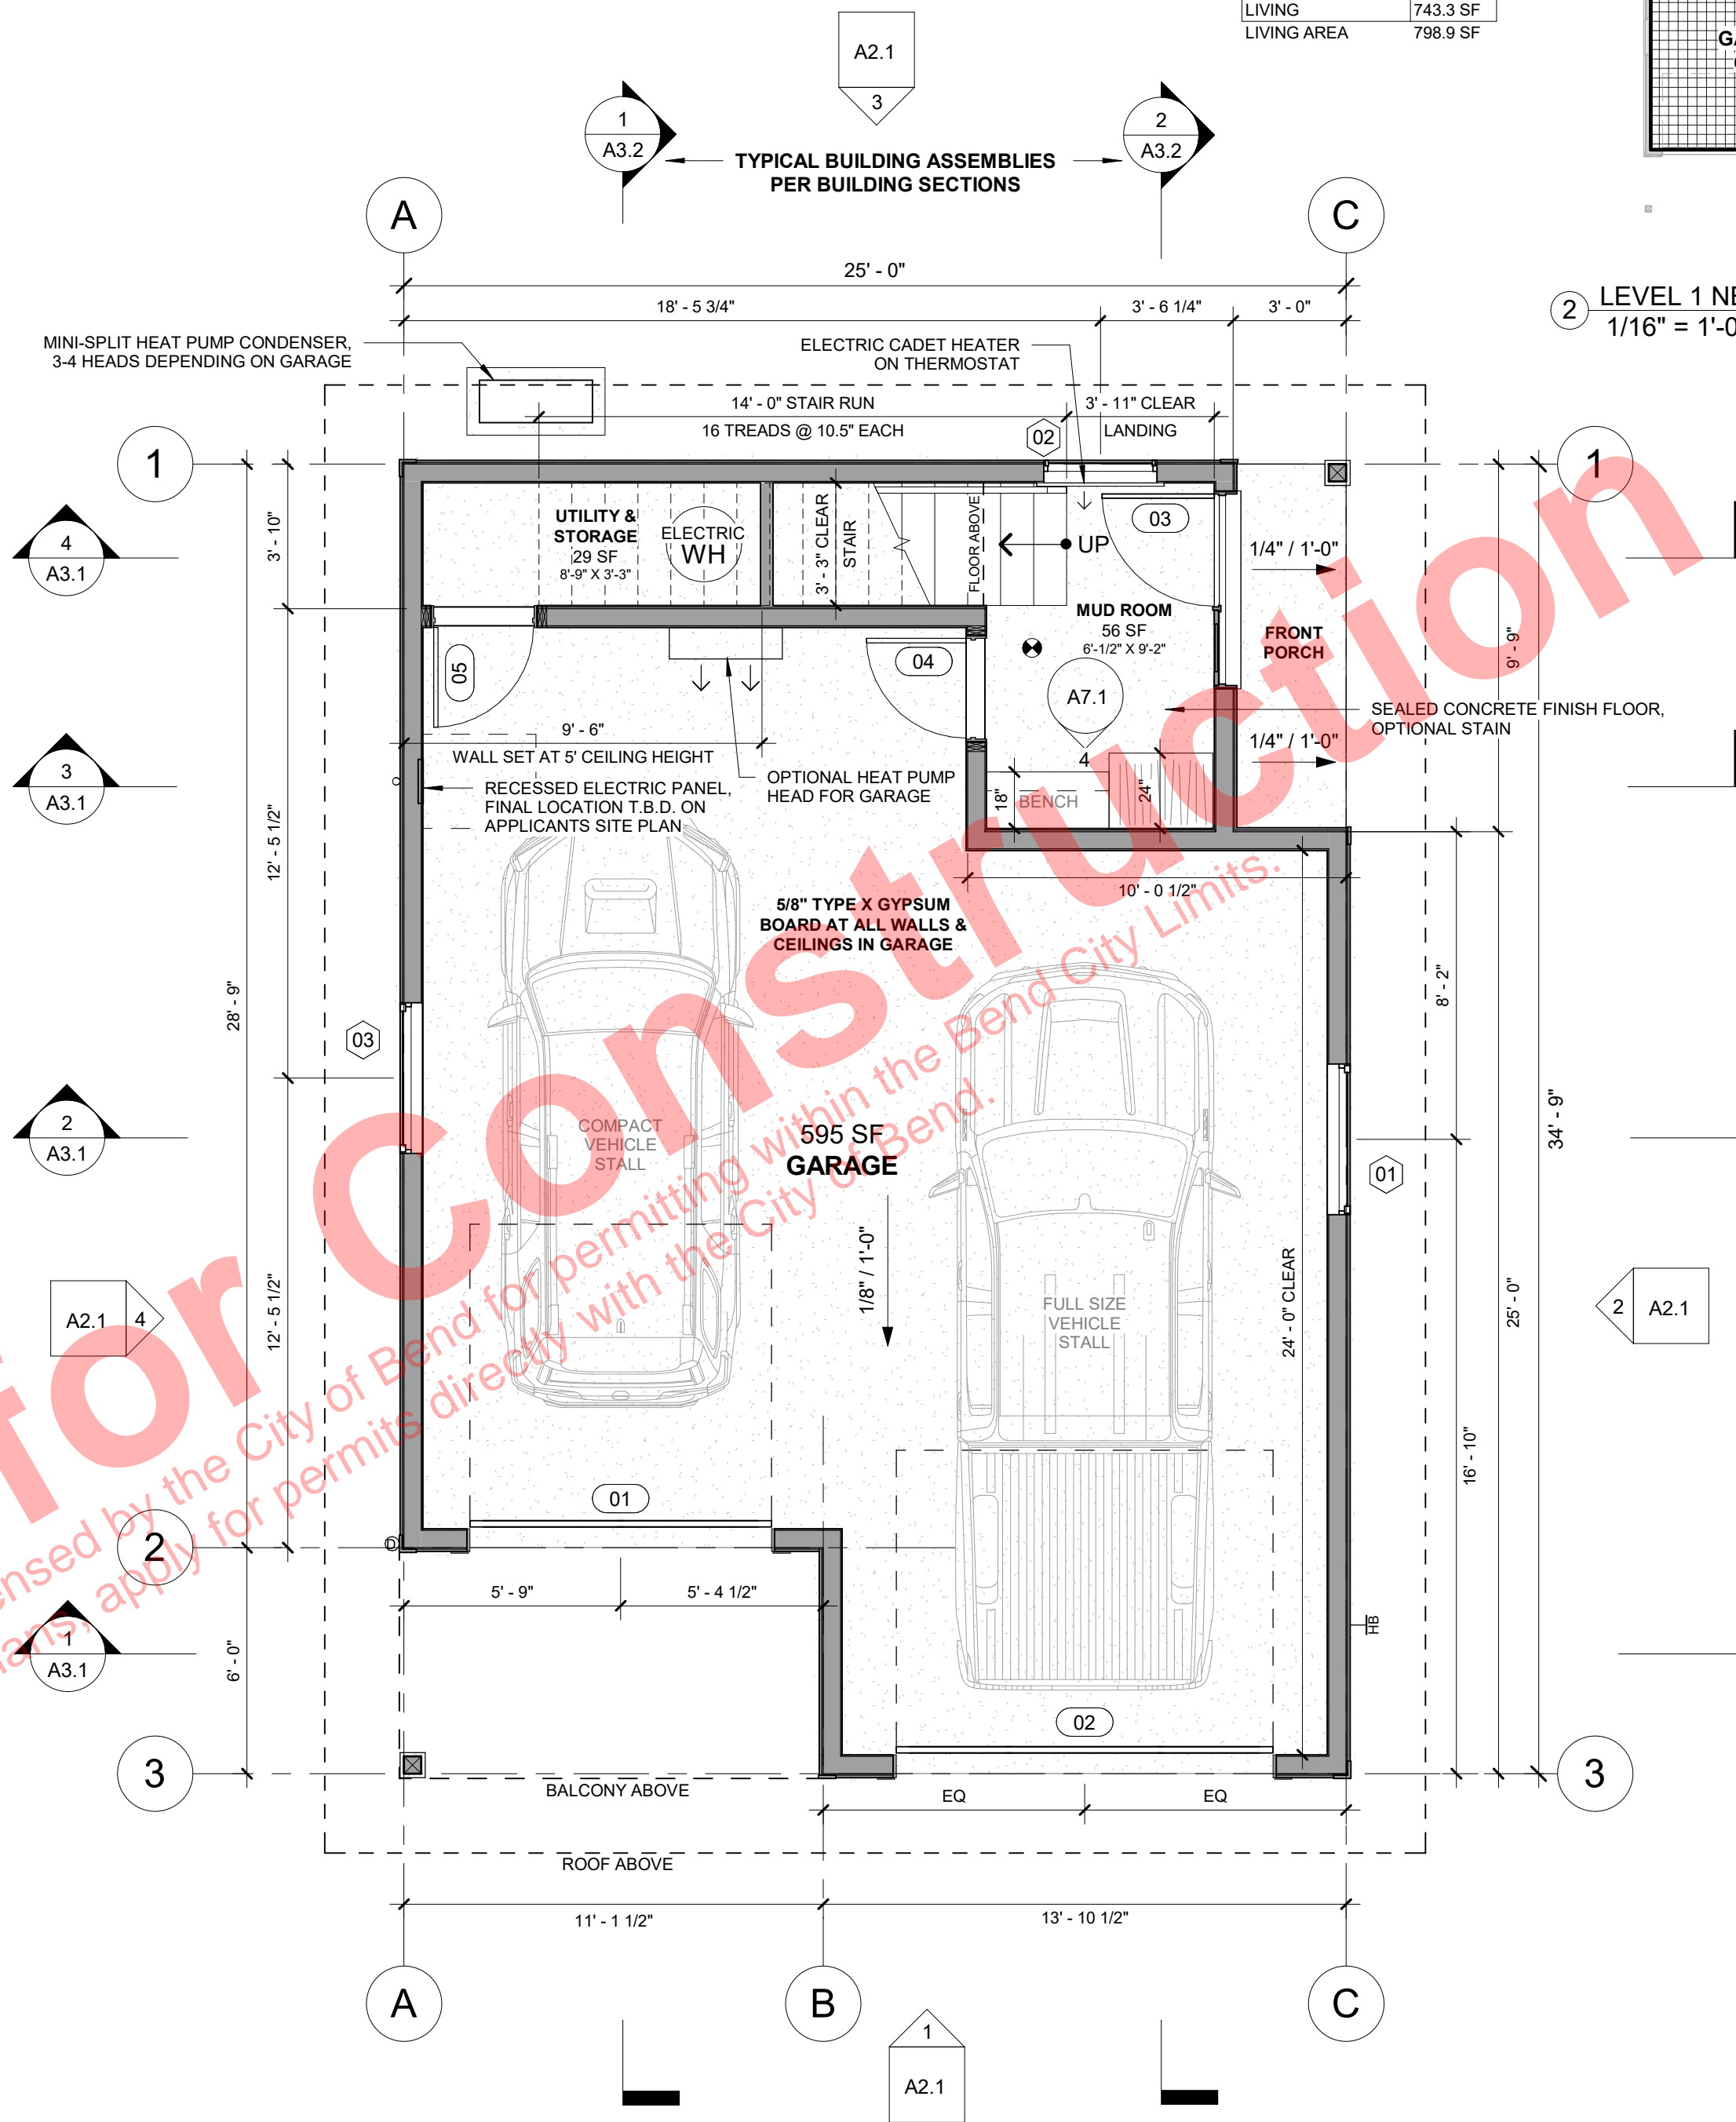 LIVING 743.3 SF
LIVING AREA 798.9 SF
A2.1
3
1
A3.2
2
A3.2
TYPICAL BUILDING ASSEMBLIES
PER BUILDING SECTIONS
A
C
25' - 0"
18' - 5 3/4"
3' - 6 1/4"
3' - 0"
2
LEVEL 1
1/16" =
MINI-SPLIT HEAT PUMP CONDENSER,
3-4 HEADS DEPENDING ON GARAGE
ELECTRIC CADET HEATER
ON THERMOSTAT
14' - 0" STAIR RUN
16 TREADS @ 10.5" EACH
3' - 11" CLEAR
LANDING
02
1
1
3' - 10"
4
A3.1
UTILITY &
STORAGE
29 SF
8'-9" X 3'-3"
ELECTRIC
WH
3' - 3" CLEAR
STAIR
FLOOR ABOVE
UP
03
1/4" / 1'-0"
MUD ROOM
56 SF
6'-1/2" X 9'-2"
FRONT
PORCH
9' - 9"
05
04
A7.1
4
SEALED CONCRETE FINISH FLOOR,
OPTIONAL STAIN
1/4" / 1'-0"
9' - 6"
WALL SET AT 5' CEILING HEIGHT
3
A3.1
RECESSED ELECTRIC PANEL,
FINAL LOCATION T.B.D. ON
APPLICANTS SITE PLAN
OPTIONAL HEAT PUMP
HEAD FOR GARAGE
18"
BENCH
24"
12' - 5 1/2"
10' - 0 1/2"
5/8" TYPE X GYPSUM
BOARD AT ALL WALLS &
CEILINGS IN GARAGE
28' - 9"
8' - 2"
03
2
A3.1
COMPACT
VEHICLE
STALL
595 SF
GARAGE
34' - 9"
01
1/8" / 1'-0"
24' - 0" CLEAR
25' - 0"
A2.1
4
12' - 5 1/2"
FULL SIZE
VEHICLE
STALL
2
A2.1
16' - 10"
01
2
5' - 9"
5' - 4 1/2"
1
A3.1
6' - 0"
HB
02
3
3
BALCONY ABOVE
EQ
EQ
ROOF ABOVE
11' - 1 1/2"
13' - 10 1/2"
A
B
C
1
A2.1
for Construction
by the City of Bend for permitting within the Bend City Limits.
apply for permits directly with the City of Bend.